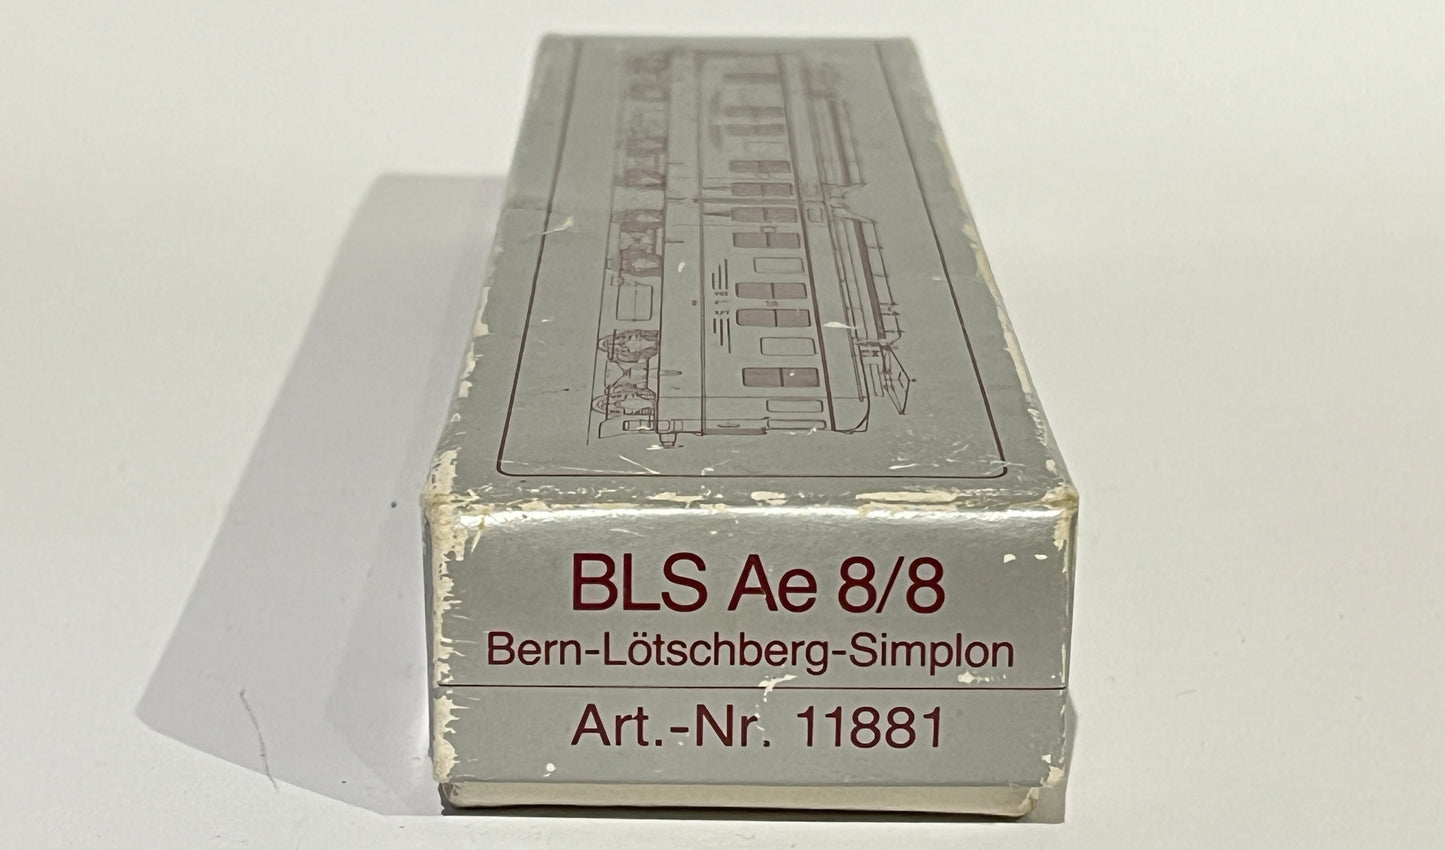 BLS Ae 8/8
Bern-Lötschberg-Simplon
Art.-Nr. 11881